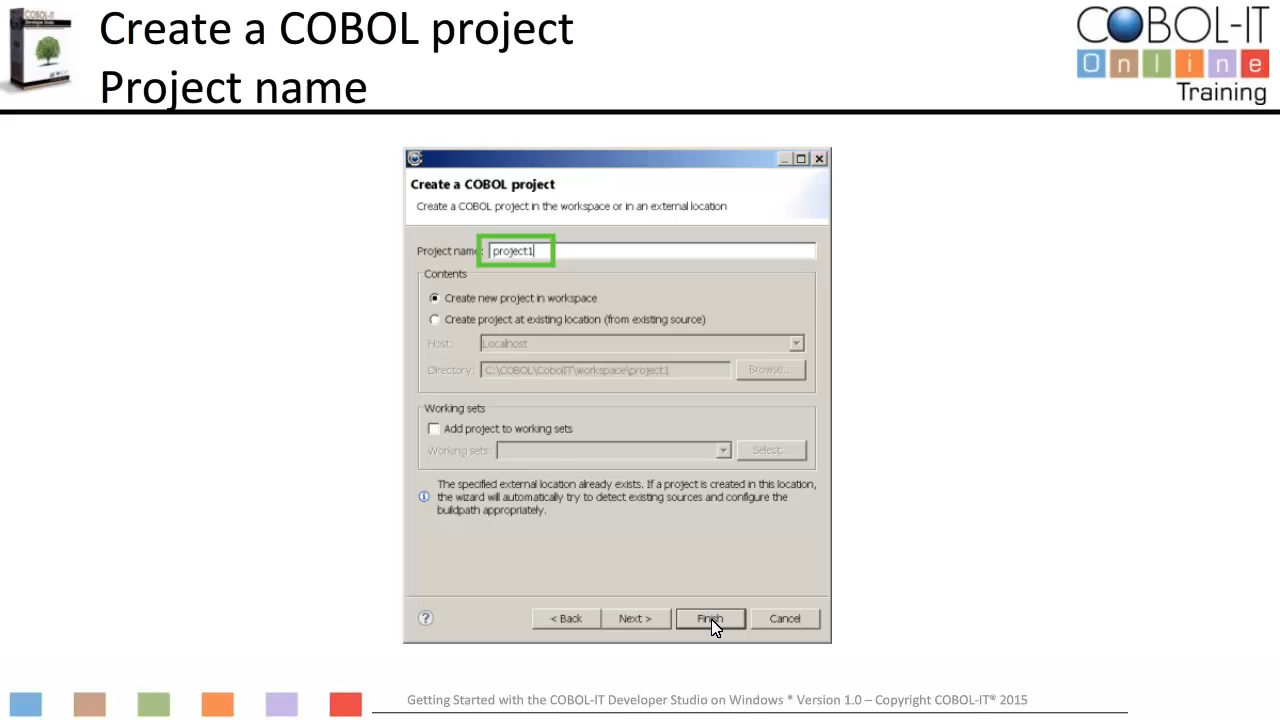 COBOL-IT
Developer Studio
Create a COBOL project
Project name
COBOL-IT
Online
Training
Create a COBOL project
Create a COBOL project in the workspace or in an external location
Project name: project1
Contents
Create new project in workspace
Create project at existing location (from existing source)
Host: Localhost
Directory: C:\COBOL\CobolIT\workspace\project1 Browse...
Working sets
Add project to working sets
Working sets: Select...
The specified external location already exists. If a project is created in this location,
the wizard will automatically try to detect existing sources and configure the
buildpath appropriately.
? < Back Next > Finish Cancel
Getting Started with the COBOL-IT Developer Studio on Windows * Version 1.0 – Copyright COBOL-IT® 2015